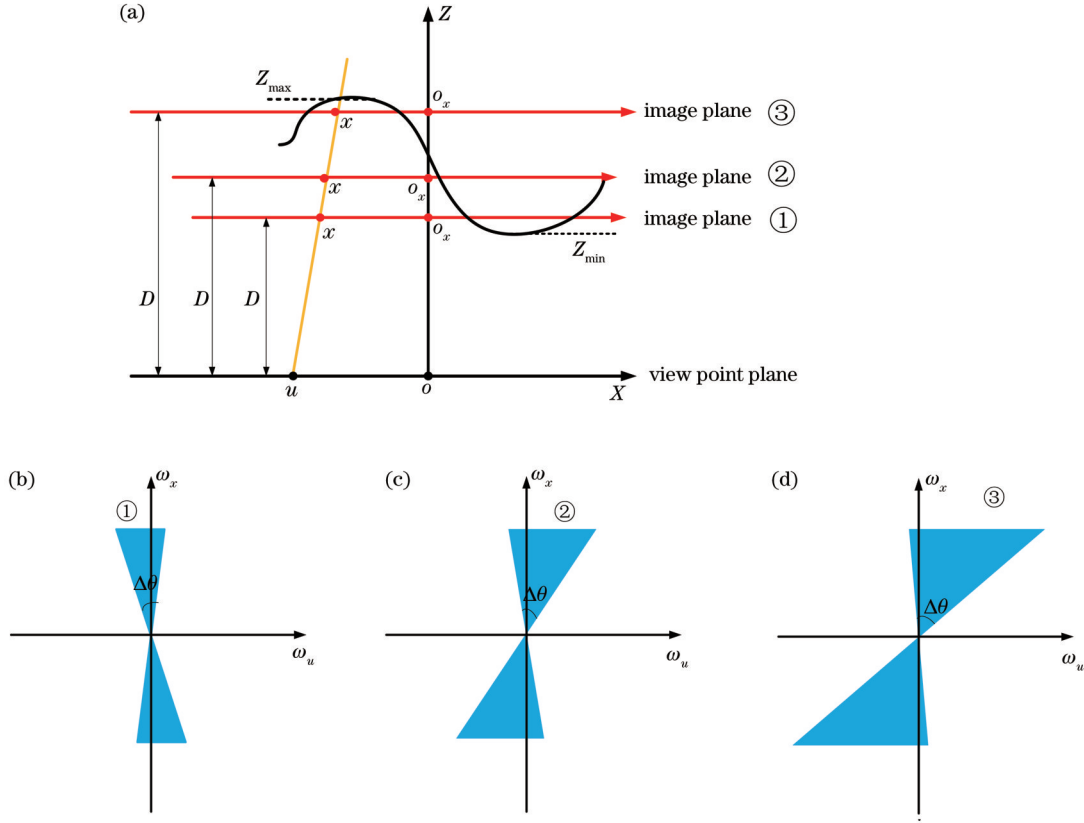 (a)
Z
Z_max
o_x
x
image plane ③
x
o_x
image plane ②
x
o_x
image plane ①
Z_min
D D D
u o X view point plane
(b) ω_x
①
Δθ
ω_u
(c) ω_x
②
Δθ
ω_u
(d) ω_x
③
Δθ
ω_u